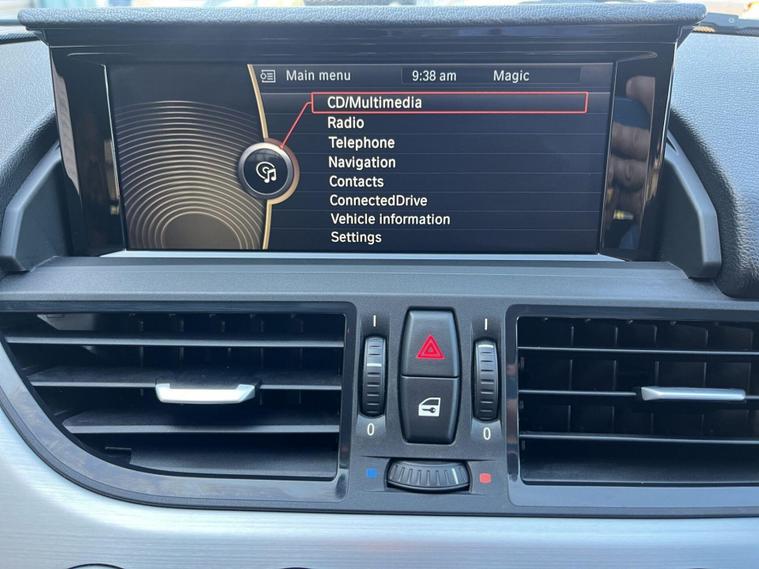 Main menu 9:38 am Magic
CD/Multimedia
Radio
Telephone
Navigation
Contacts
ConnectedDrive
Vehicle information
Settings
I I
0 0